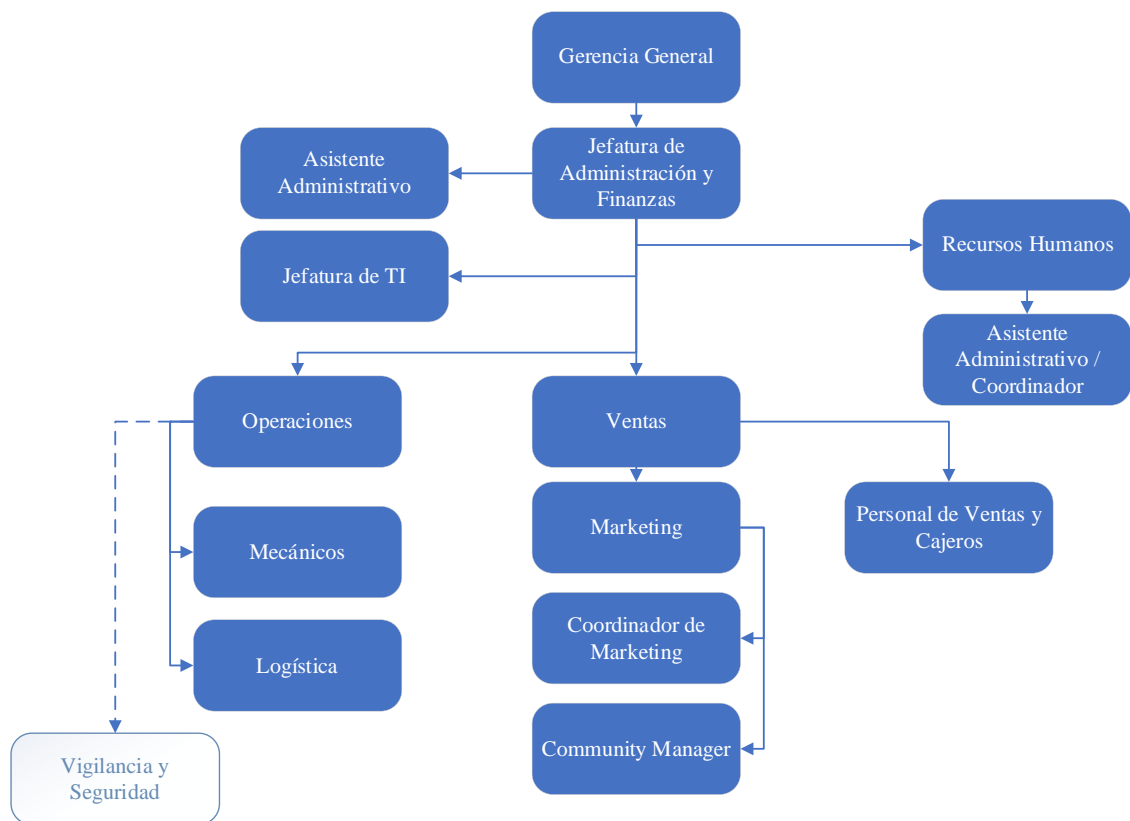 Gerencia General
Asistente
Administrativo
Jefatura de
Administración y
Finanzas
Recursos Humanos
Jefatura de TI
Asistente
Administrativo /
Coordinador
Operaciones
Ventas
Mecánicos
Marketing
Personal de Ventas y
Cajeros
Logística
Coordinador de
Marketing
Vigilancia y
Seguridad
Community Manager